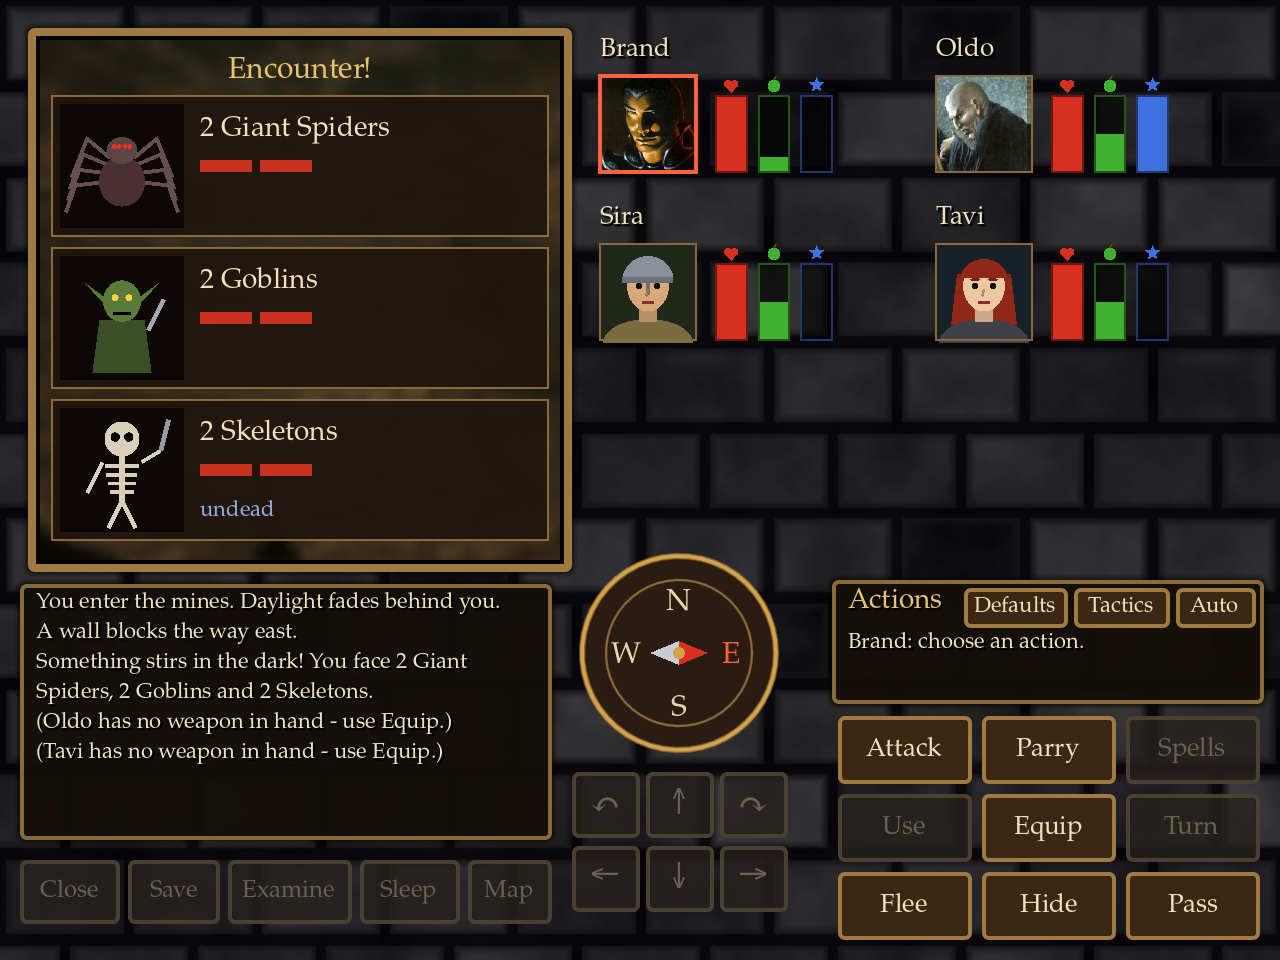 Encounter!
2 Giant Spiders
2 Goblins
2 Skeletons
undead
Brand
Oldo
Sira
Tavi
You enter the mines. Daylight fades behind you.
A wall blocks the way east.
Something stirs in the dark! You face 2 Giant
Spiders, 2 Goblins and 2 Skeletons.
(Oldo has no weapon in hand - use Equip.)
(Tavi has no weapon in hand - use Equip.)
Close Save Examine Sleep Map
N
W E
S
Actions Defaults Tactics Auto
Brand: choose an action.
Attack Parry Spells
Use Equip Turn
Flee Hide Pass